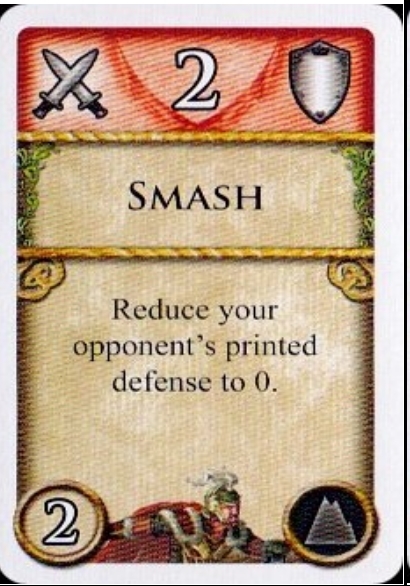 2
SMASH
Reduce your
opponent's printed
defense to 0.
2